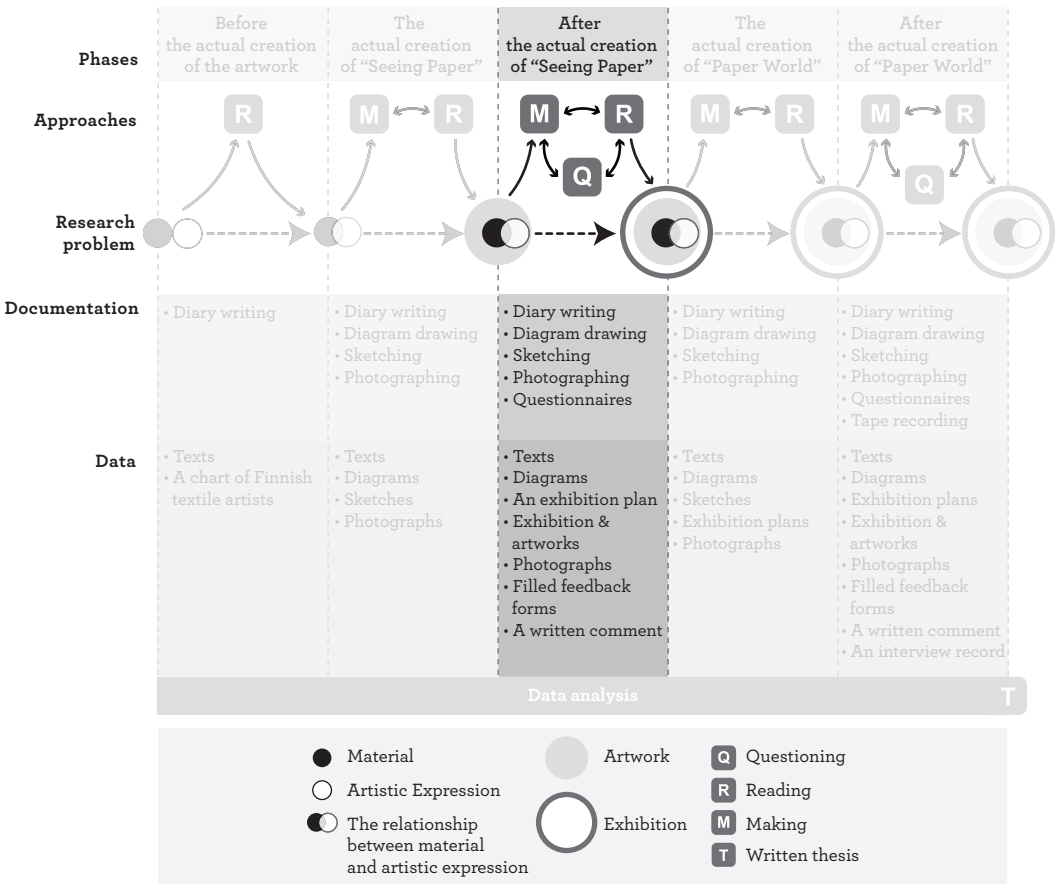 Phases
Before
the actual creation
of the artwork
The
actual creation
of “Seeing Paper”
After
the actual creation
of “Seeing Paper”
The
actual creation
of “Paper World”
After
the actual creation
of “Paper World”
Approaches
R
M
R
M
R
Q
M
R
M
R
Q
Research
problem
Documentation
• Diary writing
• Diary writing
• Diagram drawing
• Sketching
• Photographing
• Diary writing
• Diagram drawing
• Sketching
• Photographing
• Questionnaires
• Diary writing
• Diagram drawing
• Sketching
• Photographing
• Diary writing
• Diagram drawing
• Sketching
• Photographing
• Questionnaires
• Tape recording
Data
• Texts
• A chart of Finnish
textile artists
• Texts
• Diagrams
• Sketches
• Photographs
• Texts
• Diagrams
• An exhibition plan
• Exhibition &
artworks
• Photographs
• Filled feedback
forms
• A written comment
• Texts
• Diagrams
• Sketches
• Exhibition plans
• Photographs
• Texts
• Diagrams
• Exhibition plans
• Exhibition &
artworks
• Photographs
• Filled feedback
forms
• A written comment
• An interview record
Data analysis
T
Material
Artistic Expression
The relationship
between material
and artistic expression
Artwork
Exhibition
Q Questioning
R Reading
M Making
T Written thesis